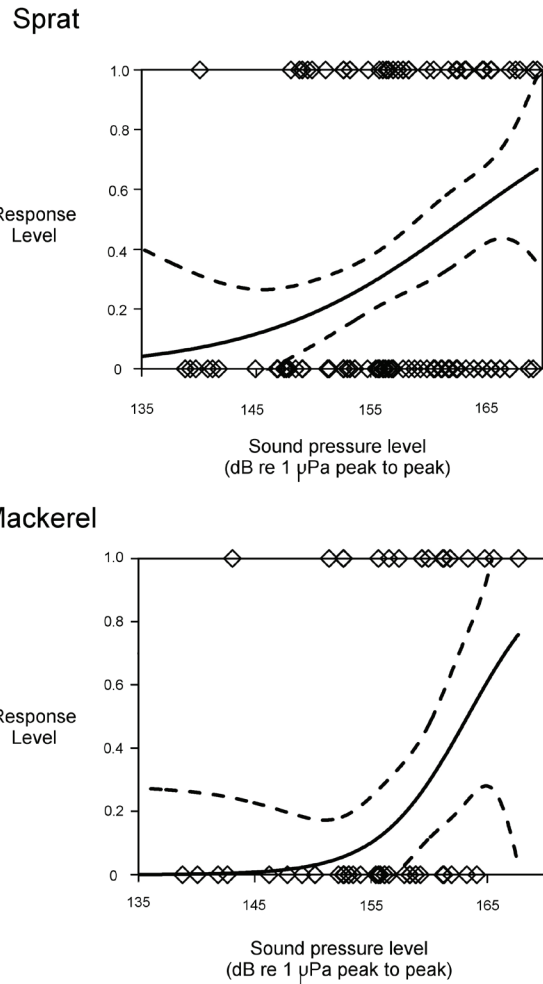 Sprat
1.0
0.8
0.6
Response
Level
0.4
0.2
0
135
145
155
165
Sound pressure level
(dB re 1 µPa peak to peak)
Mackerel
1.0
0.8
0.6
Response
Level
0.4
0.2
0
135
145
155
165
Sound pressure level
(dB re 1 µPa peak to peak)